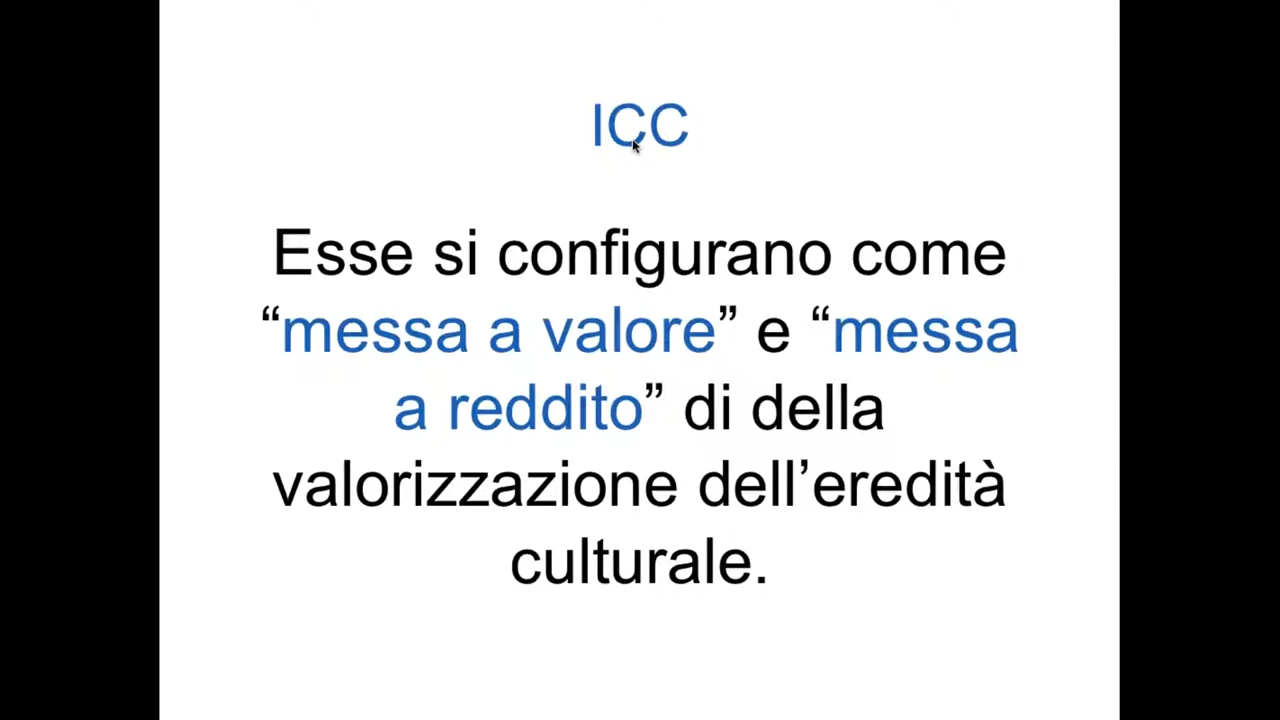 ICC
Esse si configurano come
“messa a valore” e “messa
a reddito” di della
valorizzazione dell’eredità
culturale.